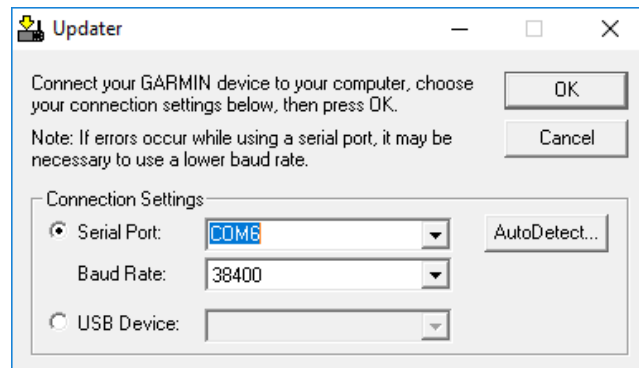 Updater
Connect your GARMIN device to your computer, choose
your connection settings below, then press OK.
OK
Note: If errors occur while using a serial port, it may be
necessary to use a lower baud rate.
Cancel
Connection Settings
Serial Port:
COM6
AutoDetect...
Baud Rate:
38400
USB Device: